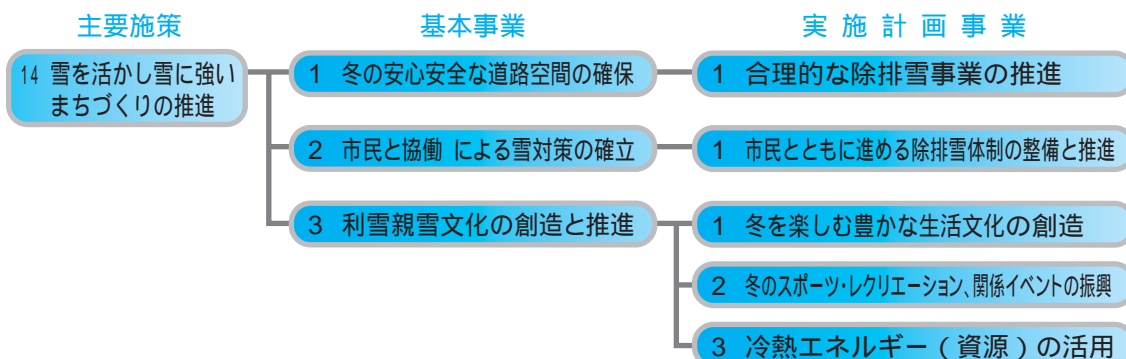 主要施策
基本事業
実施計画事業
14 雪を活かし雪に強い
まちづくりの推進
1 冬の安心安全な道路空間の確保
1 合理的な除排雪事業の推進
2 市民と協働 による雪対策の確立
1 市民とともに進める除排雪体制の整備と推進
3 利雪親雪文化の創造と推進
1 冬を楽しむ豊かな生活文化の創造
2 冬のスポーツ・レクリエーション、関係イベントの振興
3 冷熱エネルギー(資源)の活用